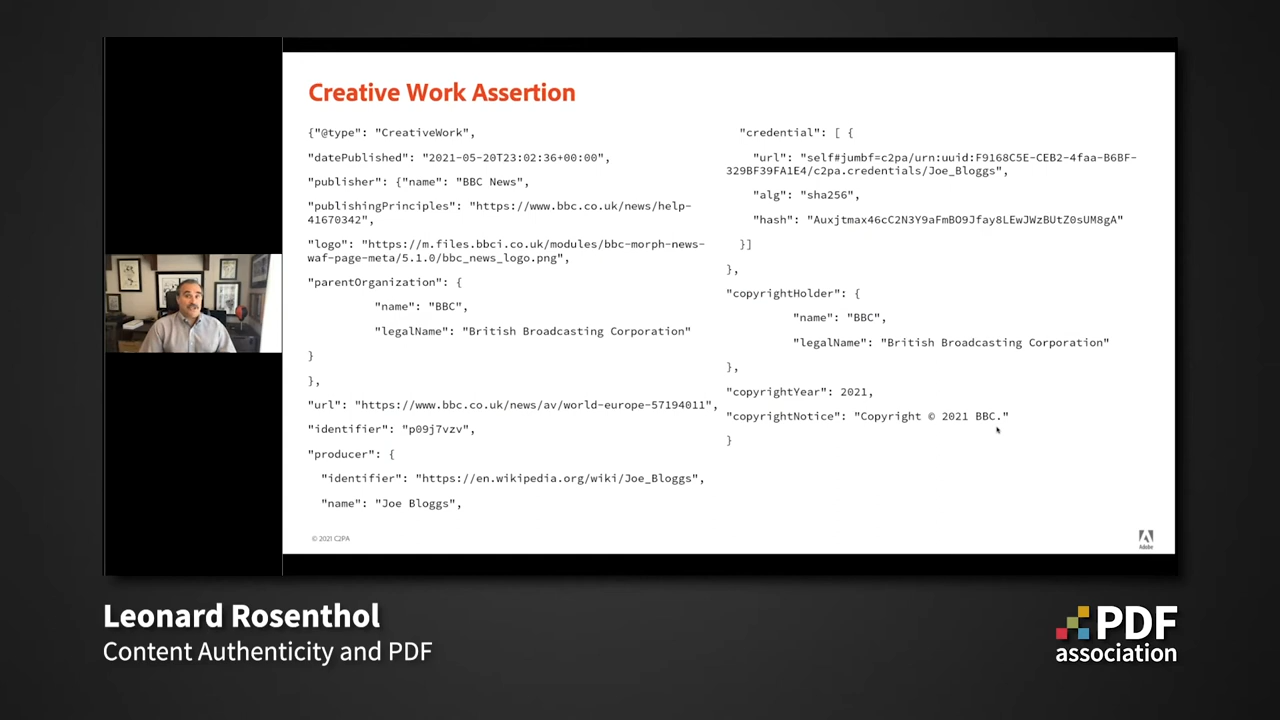 Creative Work Assertion
{"@type": "CreativeWork",
"datePublished": "2021-05-20T23:02:36+00:00",
"publisher": {"name": "BBC News",
"publishingPrinciples": "https://www.bbc.co.uk/news/help-
41670342",
"logo": "https://m.files.bbci.co.uk/modules/bbc-morph-news-
waf-page-meta/5.1.0/bbc_news_logo.png",
"parentOrganization": {
"name": "BBC",
"legalName": "British Broadcasting Corporation"
}
},
"url": "https://www.bbc.co.uk/news/av/world-europe-57194011",
"identifier": "p09j7vzv",
"producer": {
"identifier": "https://en.wikipedia.org/wiki/Joe_Bloggs",
"name": "Joe Bloggs",
"credential": [ {
"url": "self#jumbf=c2pa/urn:uuid:F9168C5E-CEB2-4faa-B6BF-
329BF39FA1E4/c2pa.credentials/Joe_Bloggs",
"alg": "sha256",
"hash": "Auxjtmax46cC2N3Y9aFmBO9Jfay8LEwJWzBUtZ0sUM8gA"
}]
},
"copyrightHolder": {
"name": "BBC",
"legalName": "British Broadcasting Corporation"
},
"copyrightYear": 2021,
"copyrightNotice": "Copyright © 2021 BBC."
}
© 2021 C2PA
Adobe
Leonard Rosenthol
Content Authenticity and PDF
PDF
association